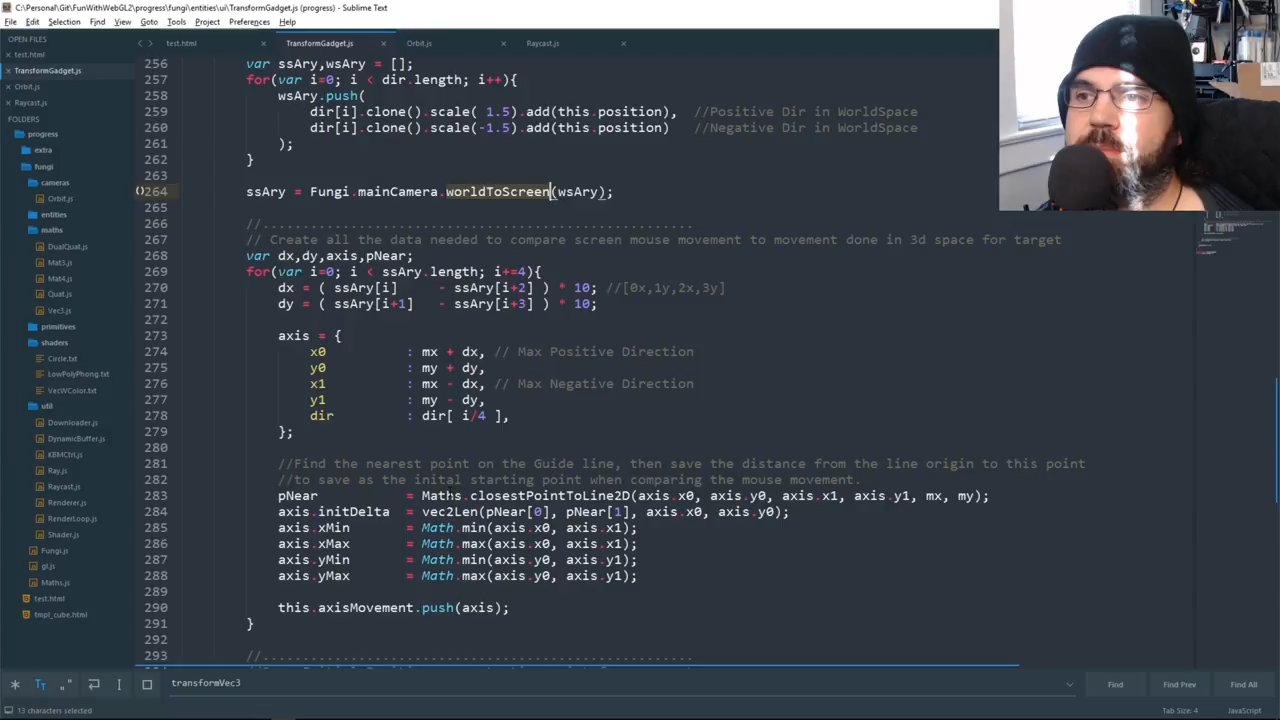 C:\Personal\Git\FunWithWebGL2\progress\fungi\entities\ui\TransformGadget.js (progress) - Sublime Text
File Edit Selection Find View Goto Tools Project Preferences Help
OPEN FILES
test.html
TransformGadget.js
Orbit.js
Raycast.js
FOLDERS
progress
extra
fungi
cameras
Orbit.js
entities
maths
DualQuat.js
Mat3.js
Mat4.js
Quat.js
Vec3.js
primitives
shaders
Circle.txt
LowPolyPhong.txt
VecWColor.txt
util
Downloader.js
DynamicBuffer.js
KBMCtrl.js
Ray.js
Raycast.js
Renderer.js
RenderLoop.js
Shader.js
Fungi.js
gl.js
Maths.js
test.html
tmpl_cube.html
test.html × TransformGadget.js × Orbit.js × Raycast.js ×
256 var ssAry,wsAry = [];
257 for(var i=0; i < dir.length; i++){
258 wsAry.push(
259 dir[i].clone().scale( 1.5).add(this.position), //Positive Dir in WorldSpace
260 dir[i].clone().scale(-1.5).add(this.position) //Negative Dir in WorldSpace
261 );
262 }
263
264 ssAry = Fungi.mainCamera.worldToScreen(wsAry);
265
266 //......................................................
267 // Create all the data needed to compare screen mouse movement to movement done in 3d space for target
268 var dx,dy,axis,pNear;
269 for(var i=0; i < ssAry.length; i+=4){
270 dx = ( ssAry[i] - ssAry[i+2] ) * 10; //[0x,1y,2x,3y]
271 dy = ( ssAry[i+1] - ssAry[i+3] ) * 10;
272
273 axis = {
274 x0 : mx + dx, // Max Positive Direction
275 y0 : my + dy,
276 x1 : mx - dx, // Max Negative Direction
277 y1 : my - dy,
278 dir : dir[ i/4 ],
279 };
280
281 //Find the nearest point on the Guide line, then save the distance from the line origin to this point
282 //to save as the inital starting point when comparing the mouse movement.
283 pNear = Maths.closestPointToLine2D(axis.x0, axis.y0, axis.x1, axis.y1, mx, my);
284 axis.initDelta = vec2Len(pNear[0], pNear[1], axis.x0, axis.y0);
285 axis.xMin = Math.min(axis.x0, axis.x1);
286 axis.xMax = Math.max(axis.x0, axis.x1);
287 axis.yMin = Math.min(axis.y0, axis.y1);
288 axis.yMax = Math.max(axis.y0, axis.y1);
289
290 this.axisMovement.push(axis);
291 }
292
293 //......................................................
transformVec3
Find Find Prev Find All
13 characters selected Tab Size: 4 JavaScript